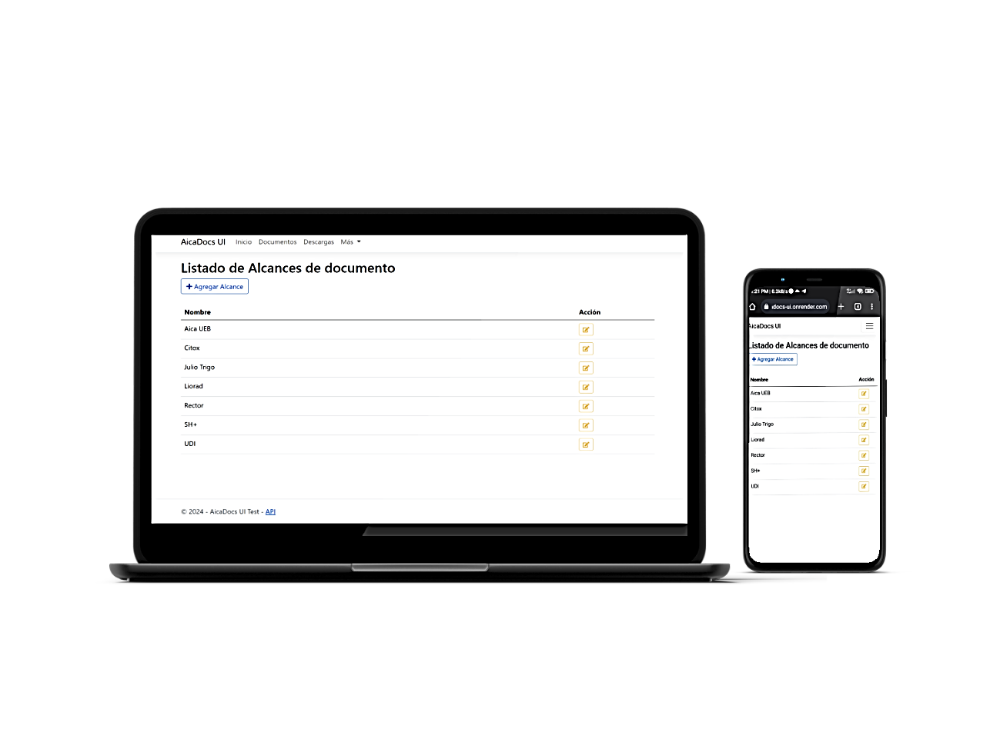 AicaDocs UI Inicio Documentos Descargas Más
Listado de Alcances de documento
+ Agregar Alcance
Nombre Acción
Aica UEB
Citox
Julio Trigo
Liorad
Rector
SH+
UDI
© 2024 - AicaDocs UI Test - API
:21 PM | 0.2kB/s
docs-ui.onrender.com
AicaDocs UI
Listado de Alcances de documento
+ Agregar Alcance
Nombre Acción
Aica UEB
Citox
Julio Trigo
Liorad
Rector
SH+
UDI